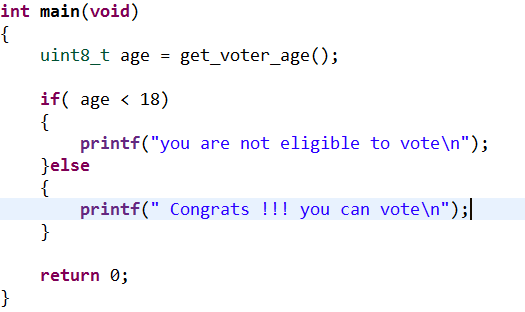 int main(void)
{
    uint8_t age = get_voter_age();

    if( age < 18)
    {
        printf("you are not eligible to vote\n");
    }else
    {
        printf(" Congrats !!! you can vote\n");
    }

    return 0;
}